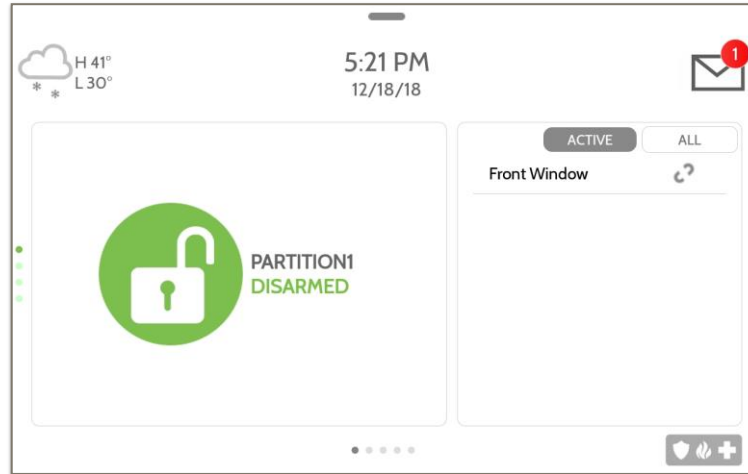 H 41°
L 30°
5:21 PM
12/18/18
1
ACTIVE
ALL
Front Window
PARTITION1
DISARMED